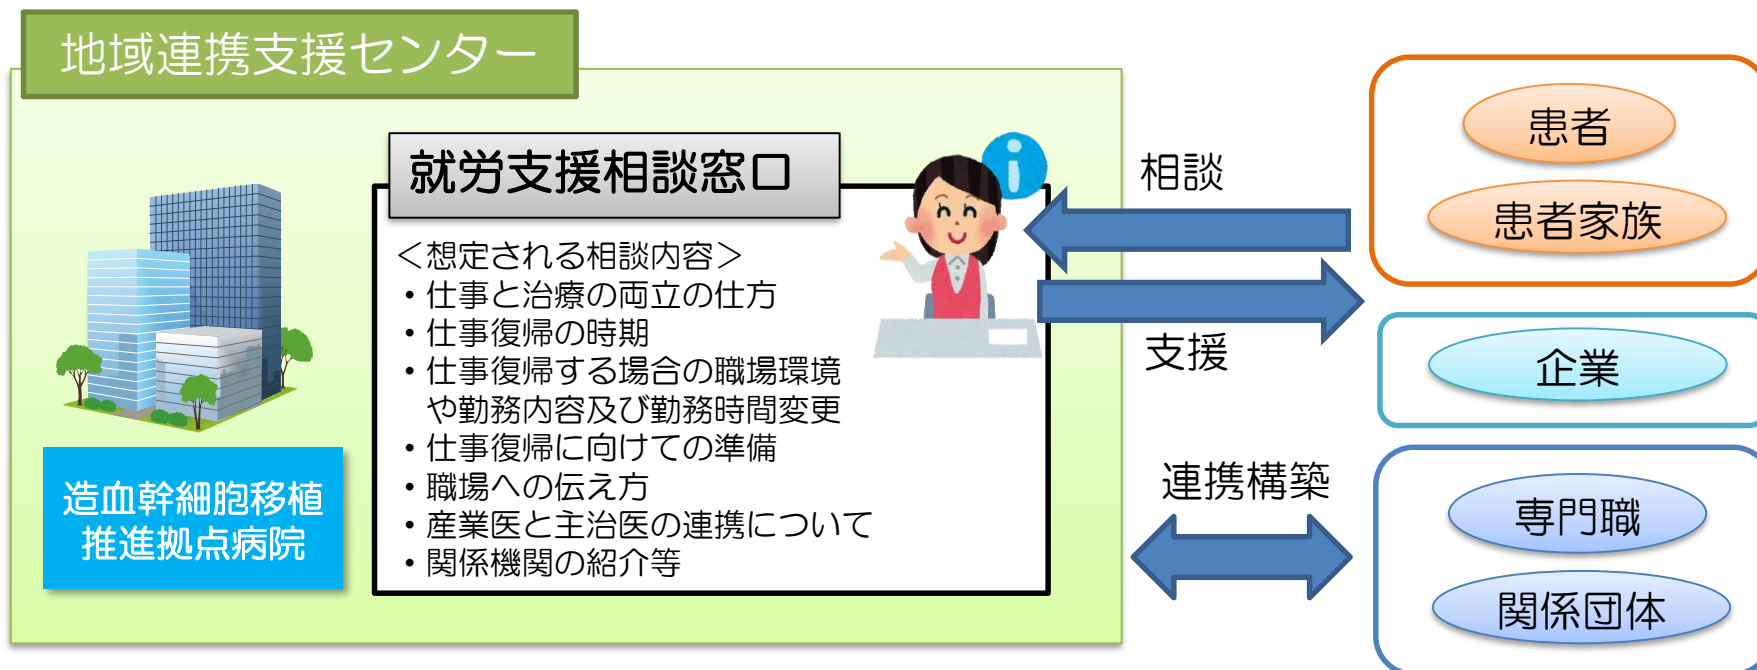 地域連携支援センター
就労支援相談窓口
＜想定される相談内容＞
・仕事と治療の両立の仕方
・仕事復帰の時期
・仕事復帰する場合の職場環境
や勤務内容及び勤務時間変更
・仕事復帰に向けての準備
・職場への伝え方
・産業医と主治医の連携について
・関係機関の紹介等
造血幹細胞移植
推進拠点病院
i
相談
支援
連携構築
患者
患者家族
企業
専門職
関係団体